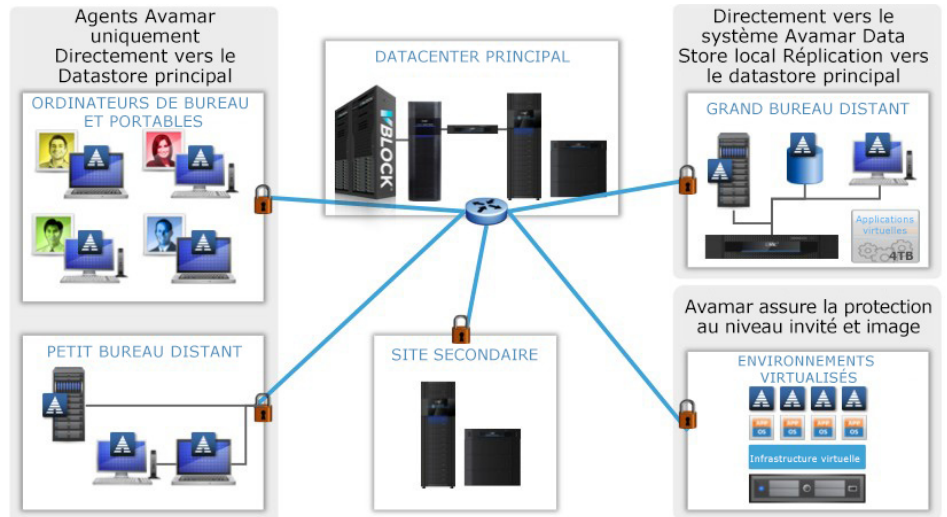 Agents Avamar
uniquement
Directement vers le
Datastore principal
ORDINATEURS DE BUREAU
ET PORTABLES
PETIT BUREAU DISTANT
DATACENTER PRINCIPAL
VBLOCK
SITE SECONDAIRE
Directement vers le
système Avamar Data
Store local Réplication vers
le datastore principal
GRAND BUREAU DISTANT
Applications
virtuelles
4TB
Avamar assure la protection
au niveau invité et image
ENVIRONNEMENTS
VIRTUALISÉS
APP
OS
APP
OS
APP
OS
APP
OS
Infrastructure virtuelle